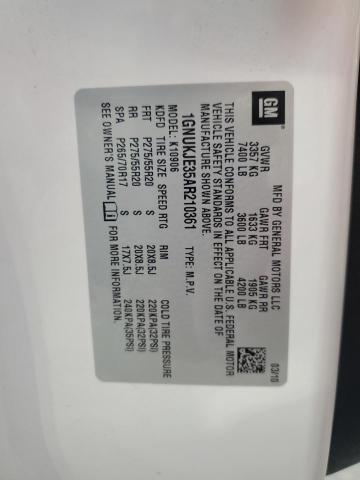 GM
MFD BY GENERAL MOTORS LLC 03/10
GVWR GAWR FRT GAWR RR
3357 KG 1633 KG 1905 KG
7400 LB 3600 LB 4200 LB
THIS VEHICLE CONFORMS TO ALL APPLICABLE U.S. FEDERAL MOTOR
VEHICLE SAFETY STANDARDS IN EFFECT ON THE DATE OF
MANUFACTURE SHOWN ABOVE.
1GNUKJE35AR210361 TYPE: M.P.V.
MODEL: K10906
KDFD TIRE SIZE SPEED RTG RIM COLD TIRE PRESSURE
FRT P275/55R20 S 20X8.5J 220KPA(32PSI)
RR P275/55R20 S 20X8.5J 220KPA(32PSI)
SPA P265/70R17 S 17X7.5J 240KPA(35PSI)
SEE OWNER'S MANUAL FOR MORE INFORMATION.